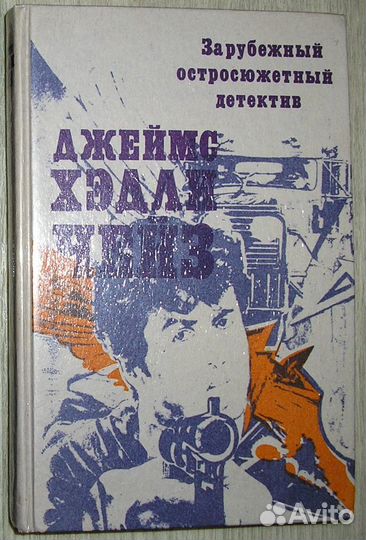 Зарубежный
остросюжетный
детектив
ДЖЕЙМС
ХЭДЛИ
ЧЕЙЗ
Avito